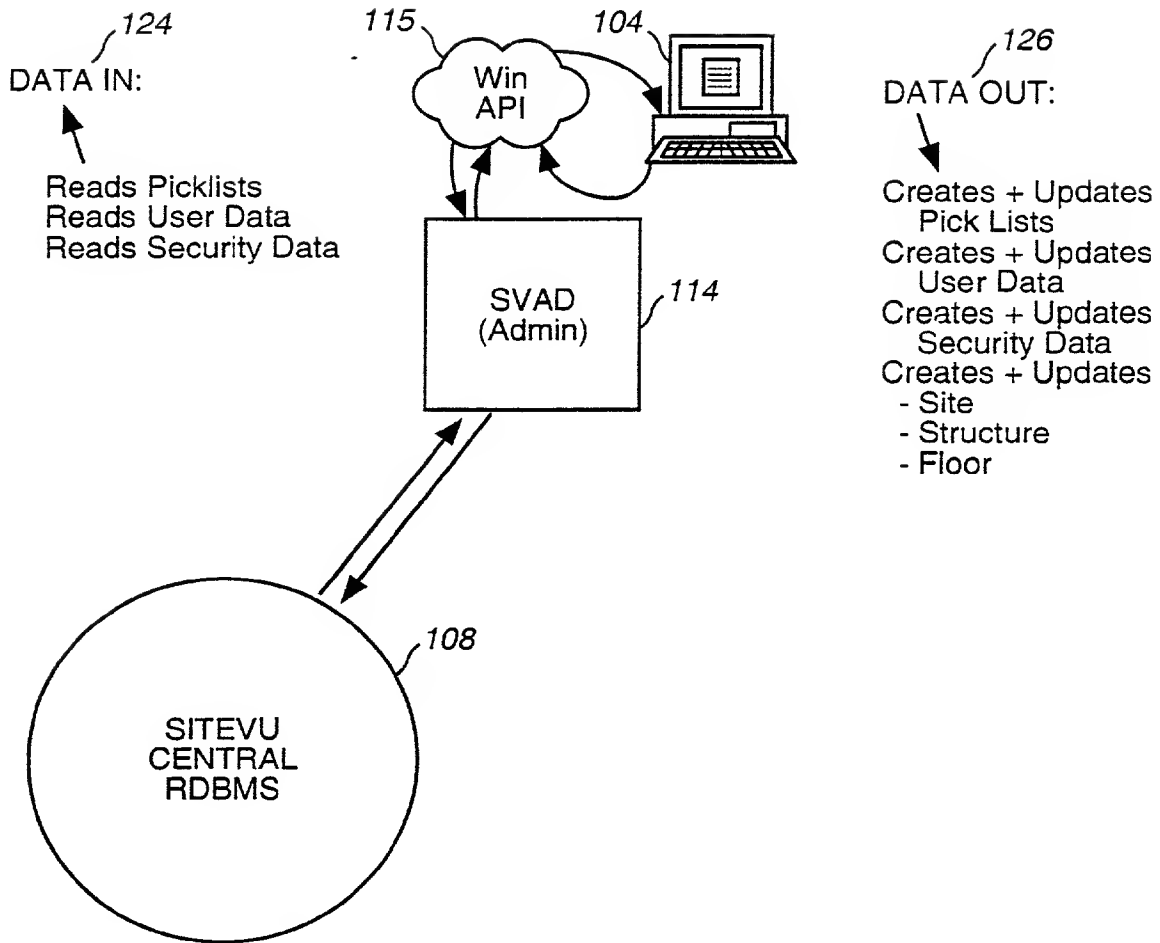 124
DATA IN:
Reads Picklists
Reads User Data
Reads Security Data
115
Win
API
104
126
DATA OUT:
Creates + Updates
Pick Lists
Creates + Updates
User Data
Creates + Updates
Security Data
Creates + Updates
- Site
- Structure
- Floor
SVAD
(Admin)
114
108
SITEVU
CENTRAL
RDBMS